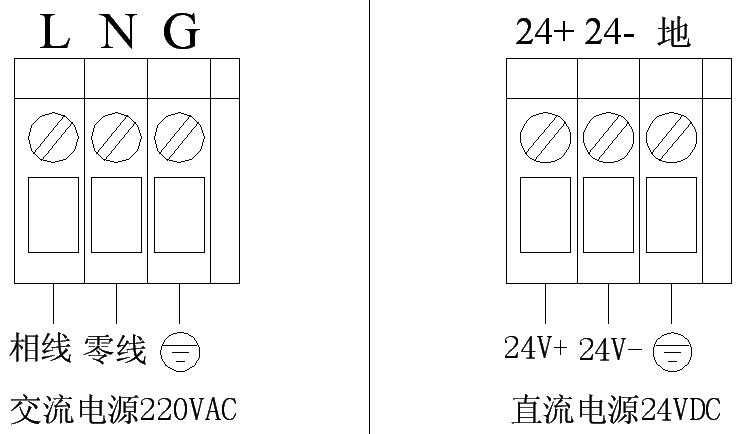 L N G
相线 零线
交流电源220VAC
24+ 24- 地
24V+ 24V-
直流电源24VDC